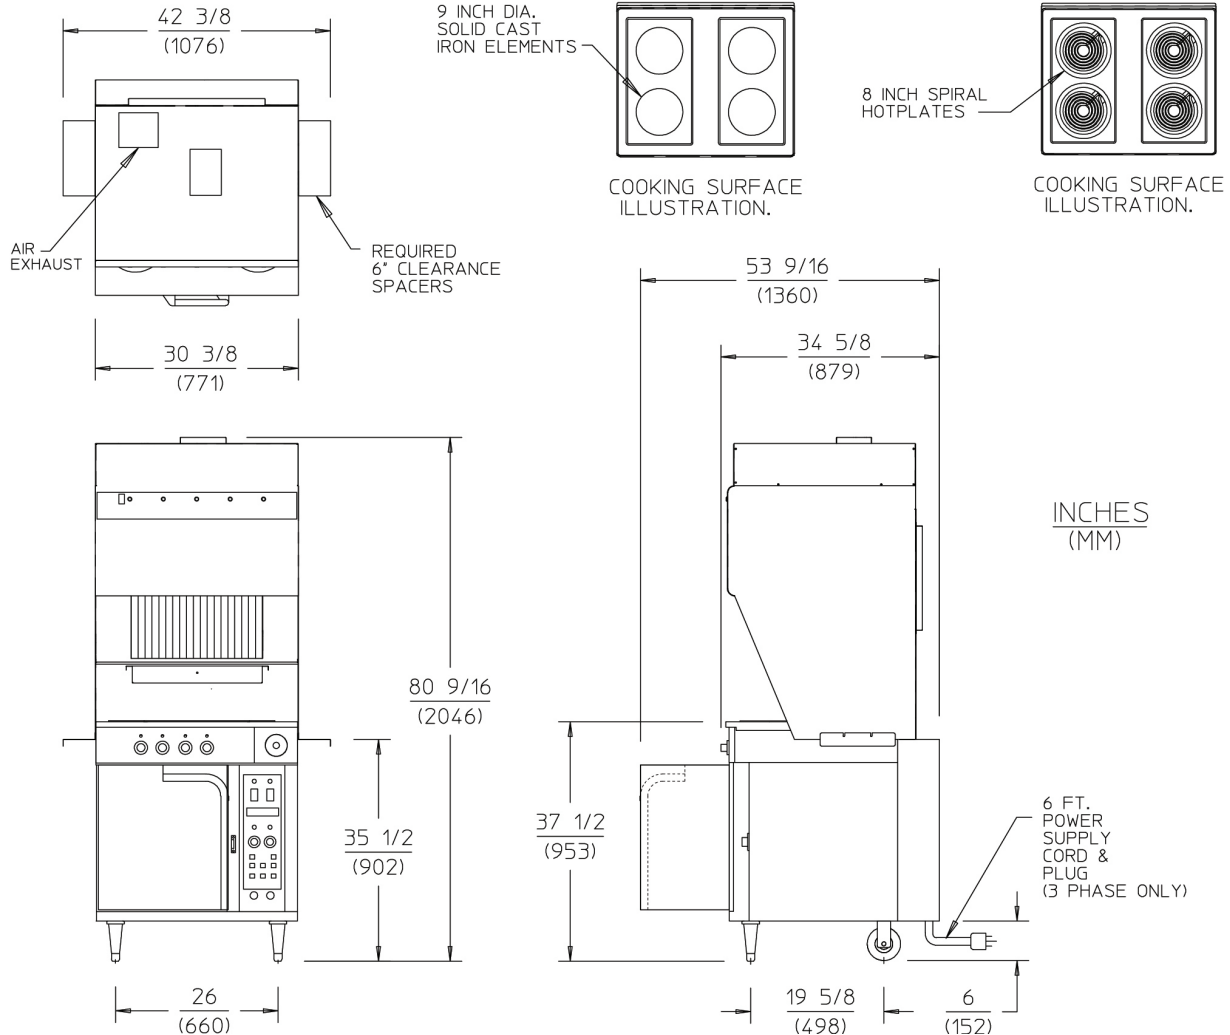 42 3/8
(1076)
9 INCH DIA.
SOLID CAST
IRON ELEMENTS
8 INCH SPIRAL
HOTPLATES
COOKING SURFACE
ILLUSTRATION.
COOKING SURFACE
ILLUSTRATION.
AIR
EXHAUST
REQUIRED
6" CLEARANCE
SPACERS
53 9/16
(1360)
30 3/8
(771)
34 5/8
(879)
INCHES
(MM)
80 9/16
(2046)
35 1/2
(902)
37 1/2
(953)
6 FT.
POWER
SUPPLY
CORD &
PLUG
(3 PHASE ONLY)
26
(660)
19 5/8
(498)
6
(152)